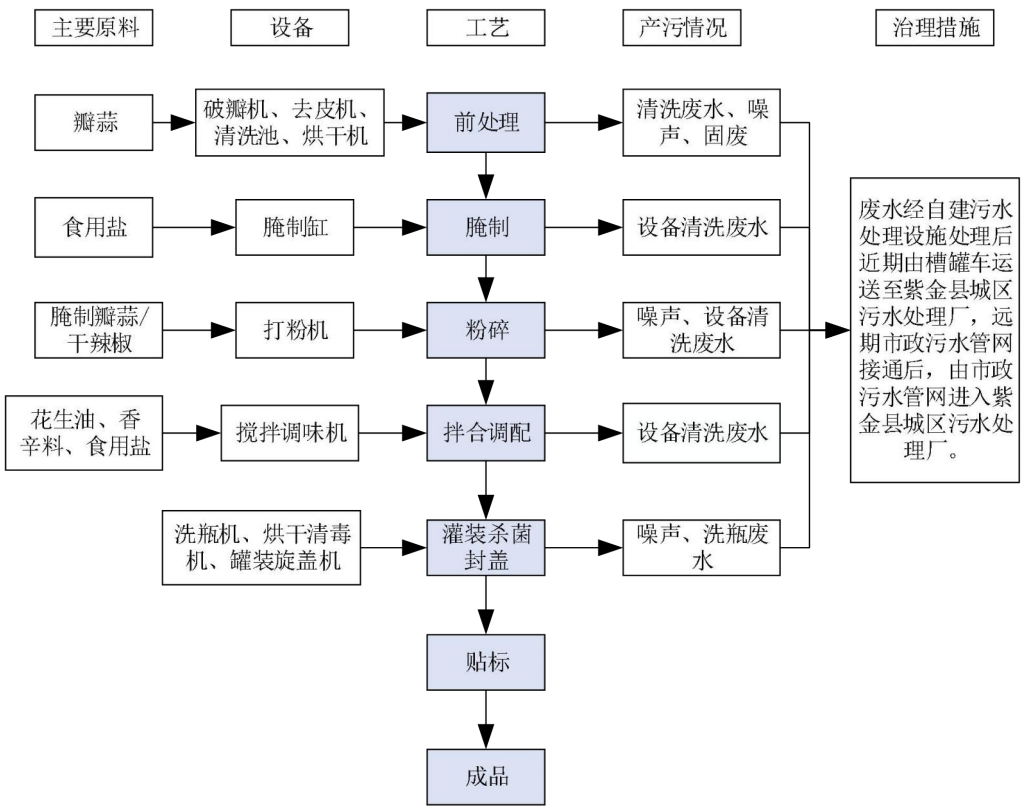 主要原料
设备
工艺
产污情况
治理措施
瓣蒜
破瓣机、去皮机、
清洗池、烘干机
前处理
清洗废水、噪
声、固废
食用盐
腌制缸
腌制
设备清洗废水
腌制瓣蒜/
干辣椒
打粉机
粉碎
噪声、设备清
洗废水
花生油、香
辛料、食用盐
搅拌调味机
拌合调配
设备清洗废水
洗瓶机、烘干清毒
机、罐装旋盖机
灌装杀菌
封盖
噪声、洗瓶废
水
贴标
成品
废水经自建污水
处理设施处理后
近期由槽罐车运
送至紫金县城区
污水处理厂，远
期市政污水管网
接通后，由市政
污水管网进入紫
金县城区污水处
理厂。